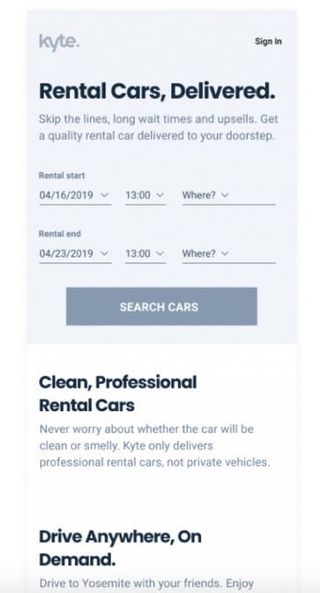 kyte.
Sign In
Rental Cars, Delivered.
Skip the lines, long wait times and upsells. Get
a quality rental car delivered to your doorstep.
Rental start
04/16/2019 13:00 Where?
Rental end
04/23/2019 13:00 Where?
SEARCH CARS
Clean, Professional
Rental Cars
Never worry about whether the car will be
clean or smelly. Kyte only delivers
professional rental cars, not private vehicles.
Drive Anywhere, On
Demand.
Drive to Yosemite with your friends. Enjoy